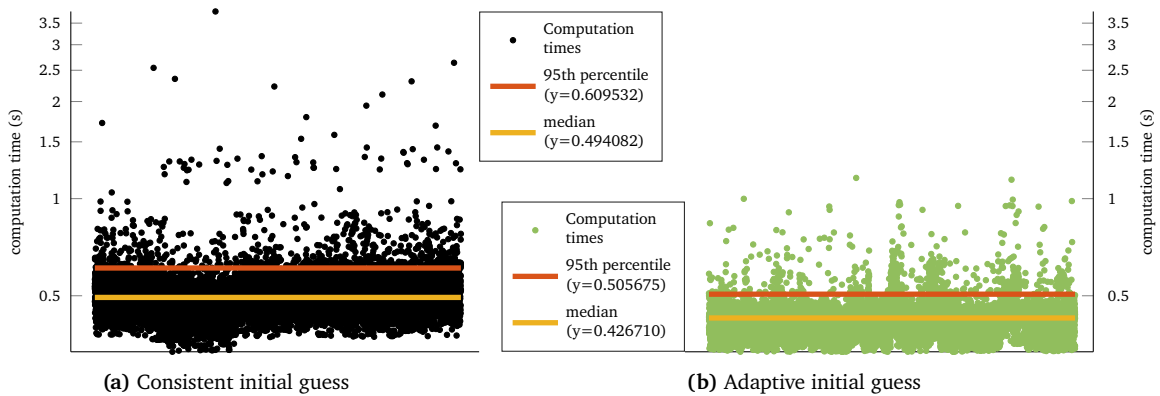 computation time (s)
3.5
3
2.5
2
1.5
1
0.5
Computation
times
95th percentile
(y=0.609532)
median
(y=0.494082)
Computation
times
95th percentile
(y=0.505675)
median
(y=0.426710)
3.5
3
2.5
2
1.5
1
0.5
computation time (s)
(a) Consistent initial guess
(b) Adaptive initial guess